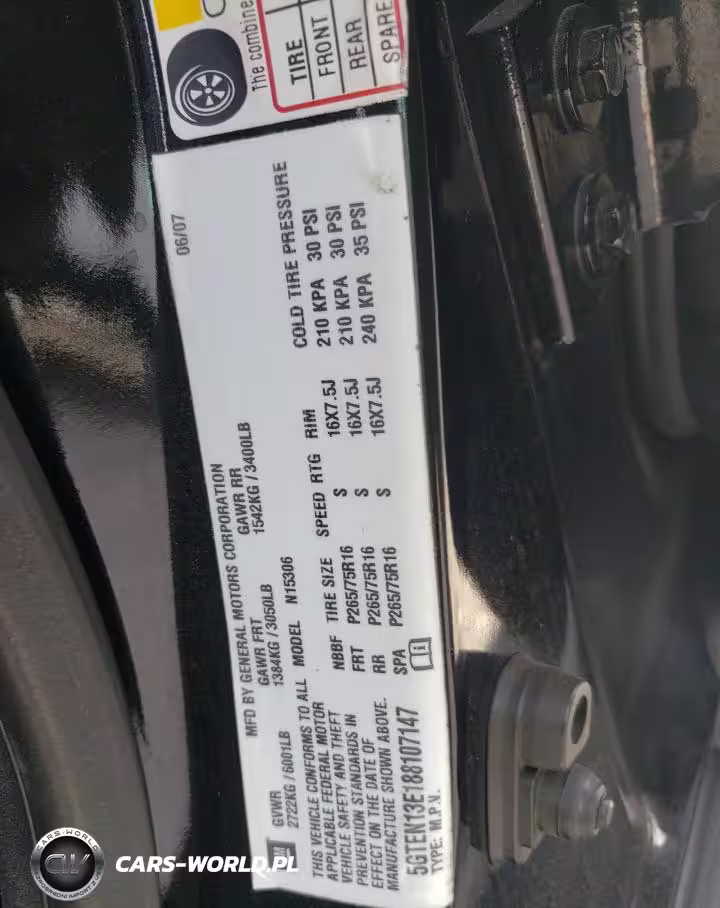 The combine
TIRE
FRONT
REAR
SPARE
06/07
MFD BY GENERAL MOTORS CORPORATION
GVWR GAWR FRT GAWR RR
2722KG / 6001LB 1384KG / 3050LB 1542KG / 3400LB
THIS VEHICLE CONFORMS TO ALL
APPLICABLE FEDERAL MOTOR
VEHICLE SAFETY AND THEFT
PREVENTION STANDARDS IN
EFFECT ON THE DATE OF
MANUFACTURE SHOWN ABOVE.
MODEL N15306
NBBF TIRE SIZE SPEED RTG RIM COLD TIRE PRESSURE
FRT P265/75R16 S 16X7.5J 210 KPA 30 PSI
RR P265/75R16 S 16X7.5J 210 KPA 30 PSI
SPA P265/75R16 S 16X7.5J 240 KPA 35 PSI
5GTEN13E188107147
TYPE: M.P.V.
CARS-WORLD
CW
CARS-WORLD.PL